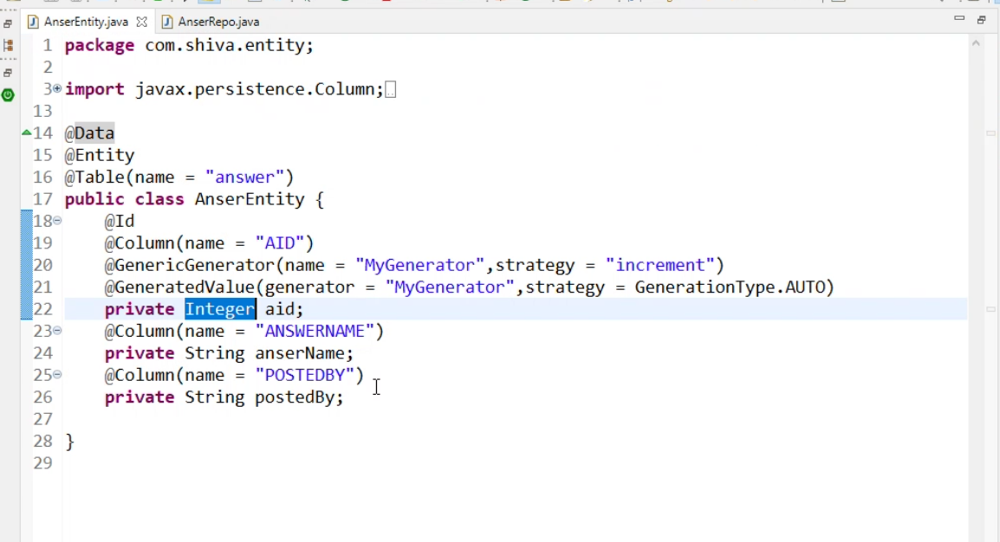 AnserEntity.java AnserRepo.java
1 package com.shiva.entity;
2
3 import javax.persistence.Column;
13
14 @Data
15 @Entity
16 @Table(name = "answer")
17 public class AnserEntity {
18 @Id
19 @Column(name = "AID")
20 @GenericGenerator(name = "MyGenerator",strategy = "increment")
21 @GeneratedValue(generator = "MyGenerator",strategy = GenerationType.AUTO)
22 private Integer aid;
23 @Column(name = "ANSWERNAME")
24 private String anserName;
25 @Column(name = "POSTEDBY")
26 private String postedBy;
27
28 }
29